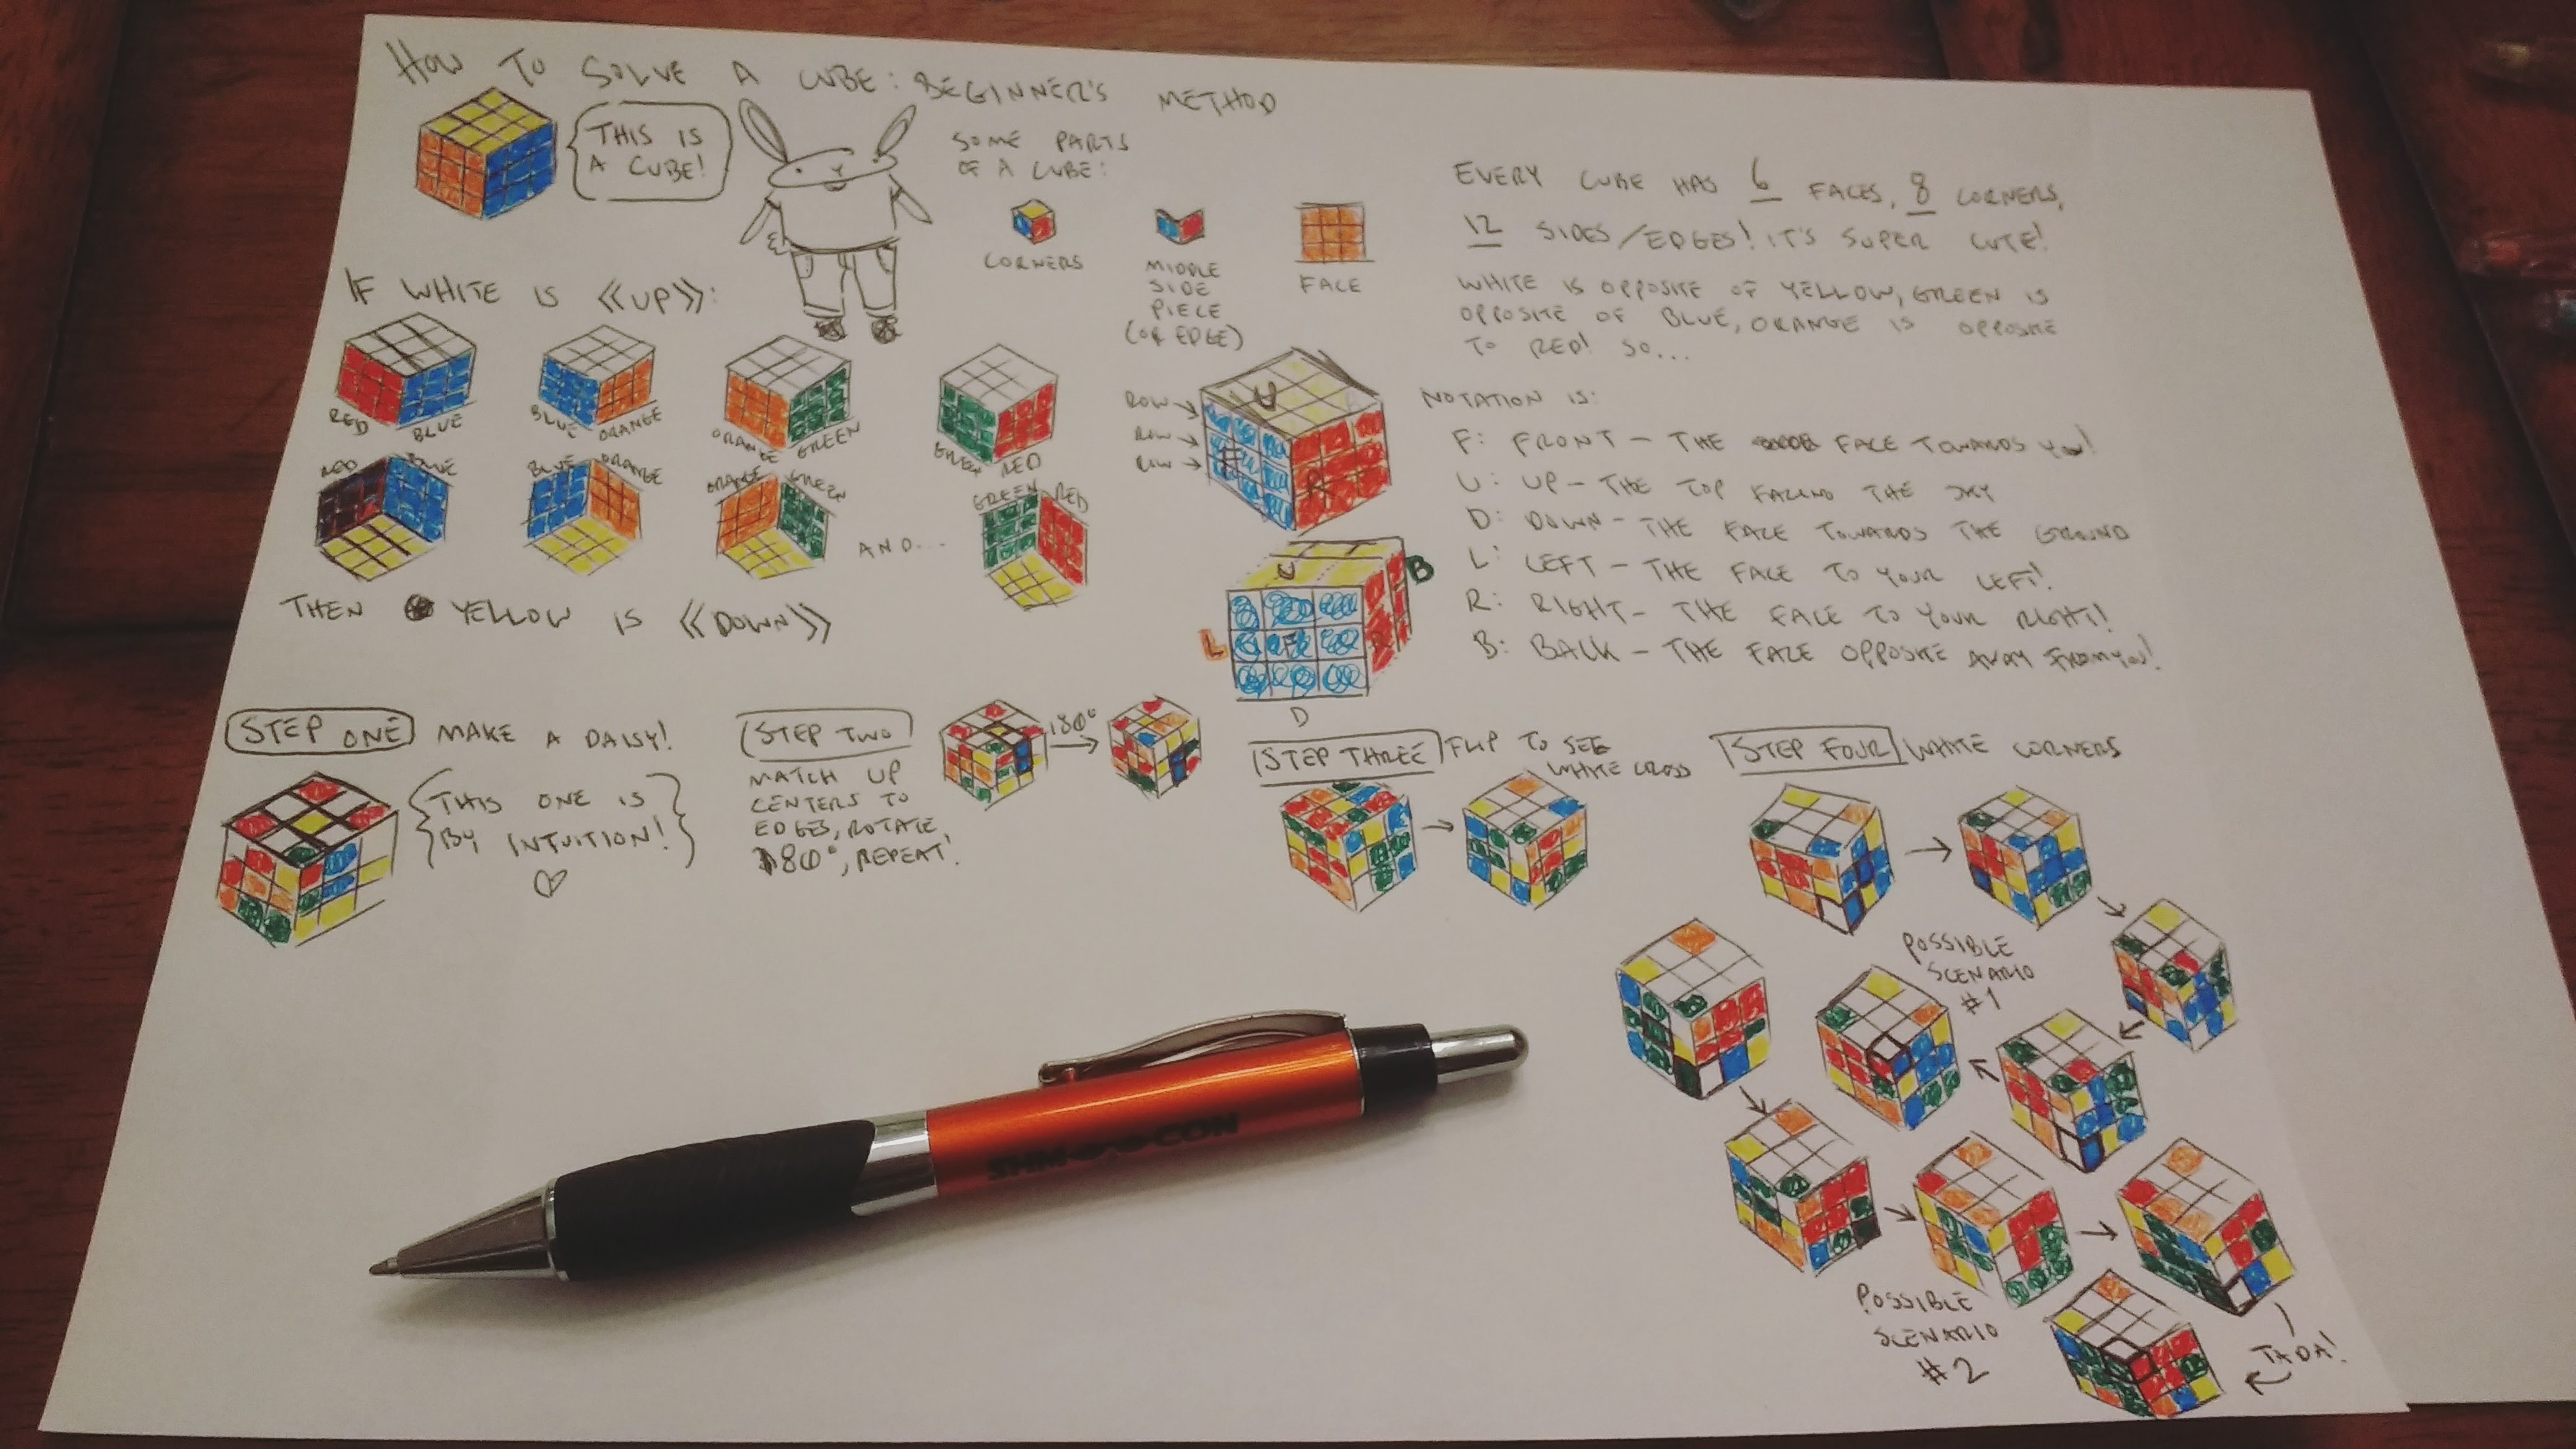 HOW TO SOLVE A CUBE: BEGINNER'S METHOD
THIS IS
A CUBE!
SOME PARTS
OF A CUBE:
CORNERS
MIDDLE
SIDE
PIECE
(OR EDGE)
FACE
EVERY CUBE HAS 6 FACES, 8 CORNERS,
12 SIDES/EDGES! IT'S SUPER CUTE!
WHITE IS OPPOSITE OF YELLOW, GREEN IS
OPPOSITE OF BLUE, ORANGE IS OPPOSITE
TO RED! SO...
IF WHITE IS «UP»:
RED BLUE
BLUE ORANGE
ORANGE GREEN
GREEN RED
RED BLUE
BLUE ORANGE
ORANGE GREEN
AND...
GREEN RED
THEN YELLOW IS «DOWN»
ROW
ROW
ROW
U
F
R
U
B
L
F
R
D
NOTATION IS:
F: FRONT - THE FACE TOWARDS YOU!
U: UP - THE TOP FACING THE SKY
D: DOWN - THE FACE TOWARDS THE GROUND
L: LEFT - THE FACE TO YOUR LEFT!
R: RIGHT - THE FACE TO YOUR RIGHT!
B: BACK - THE FACE OPPOSITE AWAY FROM YOU!
STEP ONE MAKE A DAISY!
THIS ONE IS
BY INTUITION!
STEP TWO
MATCH UP
CENTERS TO
EDGES, ROTATE
180°, REPEAT!
180°
STEP THREE FLIP TO SEE
WHITE CROSS
STEP FOUR WHITE CORNERS
POSSIBLE
SCENARIO
#1
POSSIBLE
SCENARIO
#2
TADA!
SHM CON